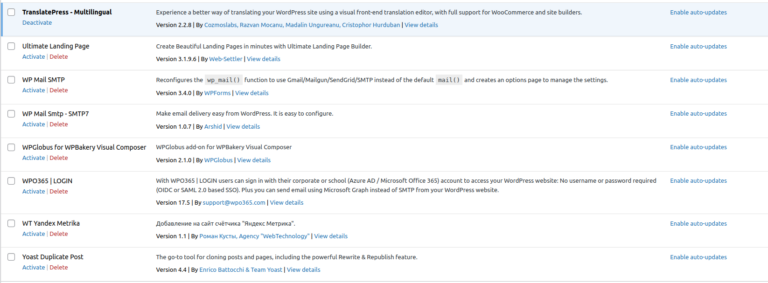 TranslatePress - Multilingual
Experience a better way of translating your WordPress site using a visual front-end translation editor, with full support for WooCommerce and site builders.
Enable auto-updates
Deactivate
Version 2.2.8 | By Cozmoslabs, Razvan Mocanu, Madalin Ungureanu, Cristophor Hurduban | View details
Ultimate Landing Page
Create Beautiful Landing Pages in minutes with Ultimate Landing Page Builder.
Enable auto-updates
Activate | Delete
Version 3.1.9.6 | By Web-Settler | View details
WP Mail SMTP
Reconfigures the wp_mail() function to use Gmail/Mailgun/SendGrid/SMTP instead of the default mail() and creates an options page to manage the settings.
Enable auto-updates
Activate | Delete
Version 3.4.0 | By WPForms | View details
WP Mail Smtp - SMTP7
Make email delivery easy from WordPress. It is easy to configure.
Enable auto-updates
Activate | Delete
Version 1.0.7 | By Arshid | View details
WPGlobus for WPBakery Visual Composer
WPGlobus add-on for WPBakery Visual Composer
Enable auto-updates
Activate | Delete
Version 2.1.0 | By WPGlobus | View details
WPO365 | LOGIN
With WPO365 | LOGIN users can sign in with their corporate or school (Azure AD / Microsoft Office 365) account to access your WordPress website: No username or password required
Enable auto-updates
Activate | Delete
(OIDC or SAML 2.0 based SSO). Plus you can send email using Microsoft Graph instead of SMTP from your WordPress website.
Version 17.5 | By support@wpo365.com | View details
WT Yandex Metrika
Добавление на сайт счётчика "Яндекс Метрика".
Enable auto-updates
Activate | Delete
Version 1.1 | By Роман Кусты, Agency "WebTechnology" | View details
Yoast Duplicate Post
The go-to tool for cloning posts and pages, including the powerful Rewrite & Republish feature.
Enable auto-updates
Activate | Delete
Version 4.4 | By Enrico Battocchi & Team Yoast | View details